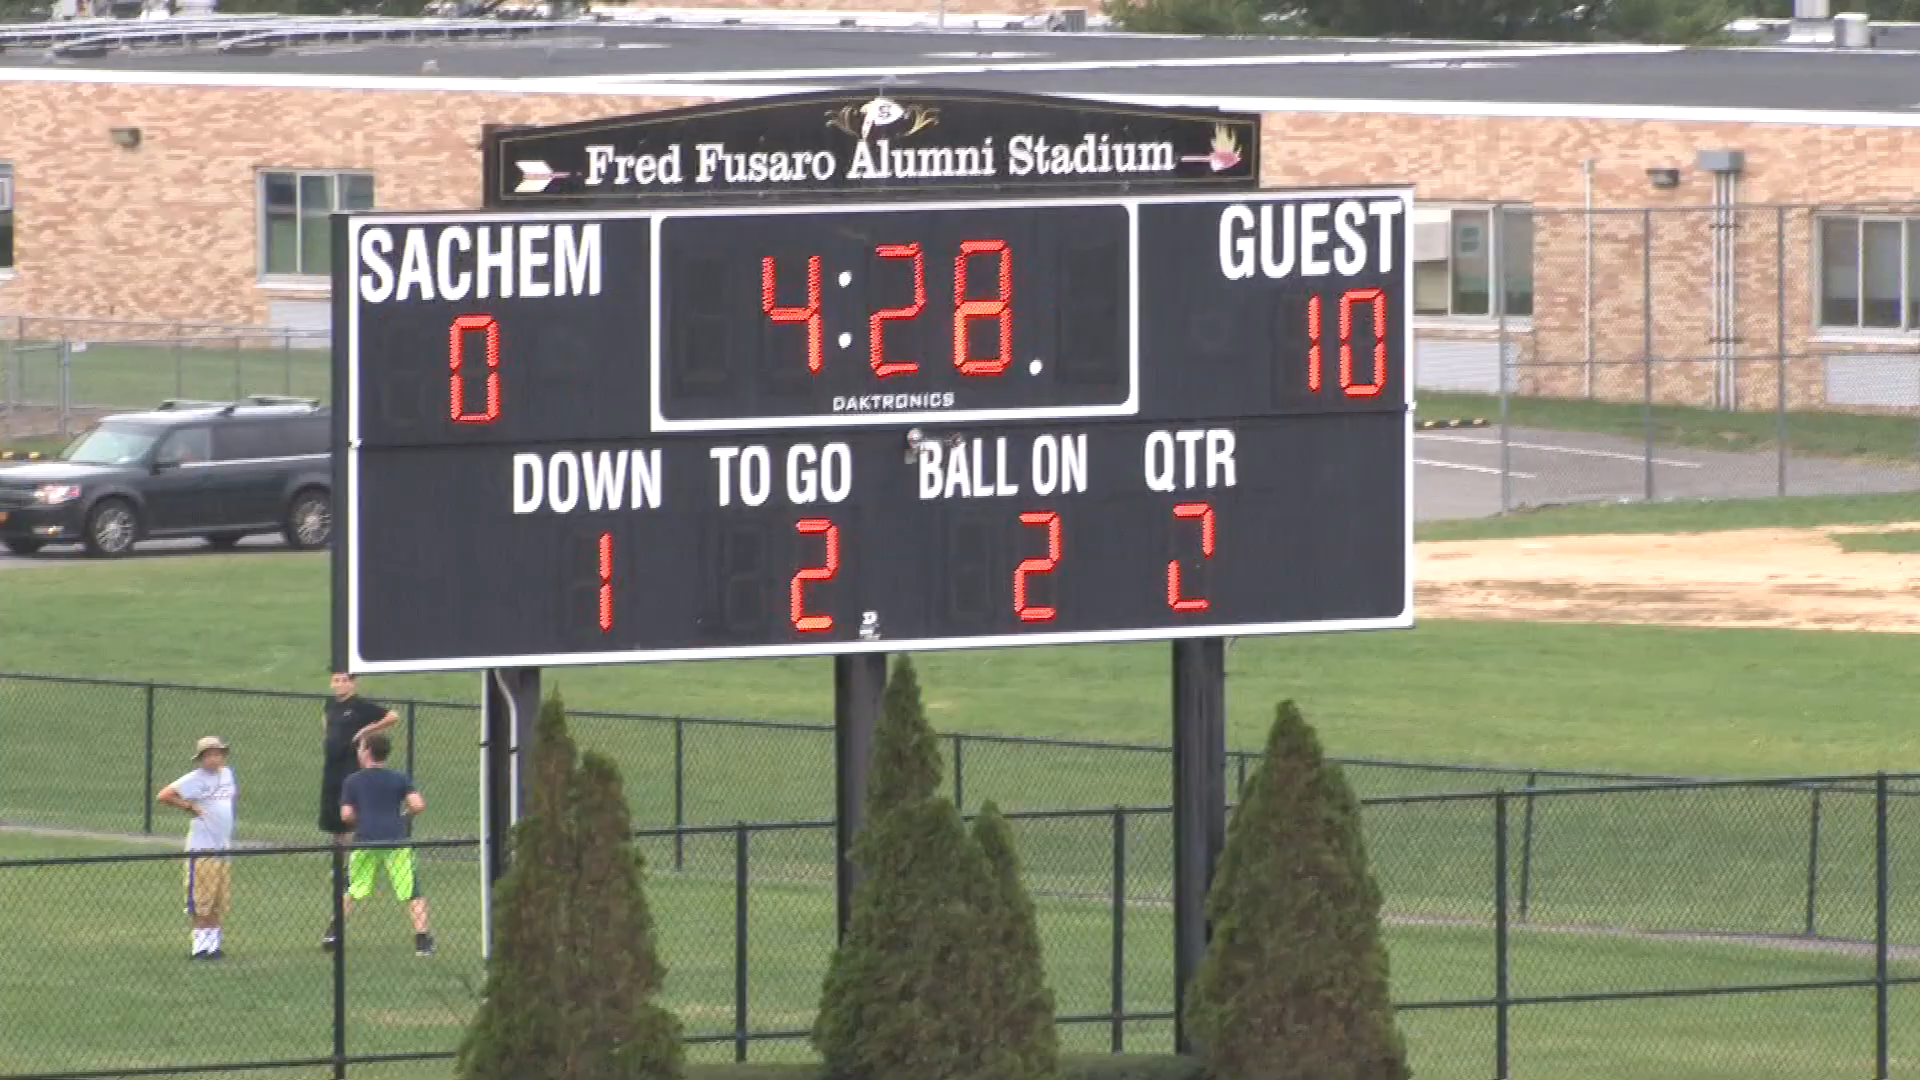 S
Fred Fusaro Alumni Stadium
SACHEM 4:28. GUEST
0 10
DAKTRONICS
DOWN TO GO BALL ON QTR
1 2 2 2